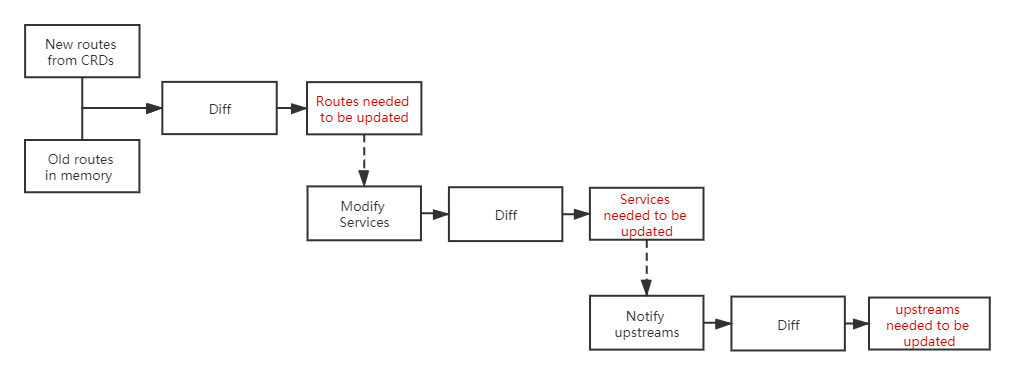 New routes
from CRDs
Diff
Routes needed
to be updated
Old routes
in memory
Modify
Services
Diff
Services
needed to be
updated
Notify
upstreams
Diff
upstreams
needed to be
updated